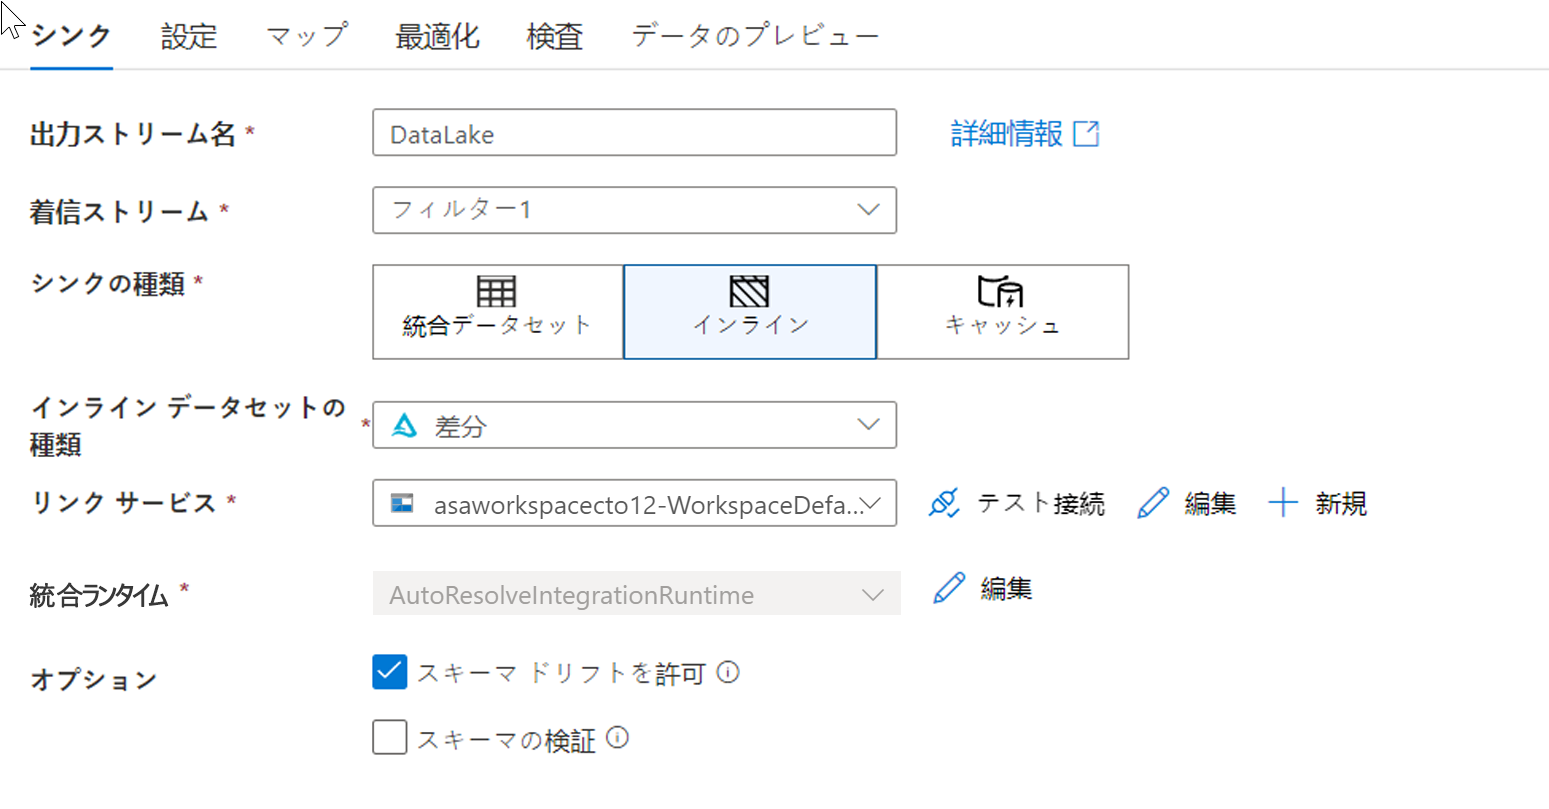 シンク 設定 マップ 最適化 検査 データのプレビュー
出力ストリーム名 * DataLake 詳細情報
着信ストリーム * フィルター1
シンクの種類 * 統合データセット インライン キャッシュ
インライン データセットの
種類 * 差分
リンク サービス * asaworkspacecto12-WorkspaceDefa... テスト接続 編集 新規
統合ランタイム * AutoResolveIntegrationRuntime 編集
オプション スキーマ ドリフトを許可
スキーマの検証